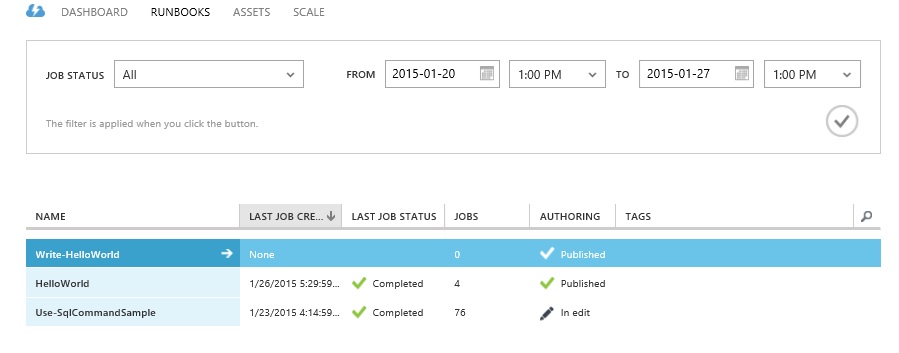 DASHBOARD RUNBOOKS ASSETS SCALE
JOB STATUS All FROM 2015-01-20 1:00 PM TO 2015-01-27 1:00 PM
The filter is applied when you click the button.
NAME LAST JOB CRE... LAST JOB STATUS JOBS AUTHORING TAGS
Write-HelloWorld None 0 Published
HelloWorld 1/26/2015 5:29:59... Completed 4 Published
Use-SqlCommandSample 1/23/2015 4:14:59... Completed 76 In edit